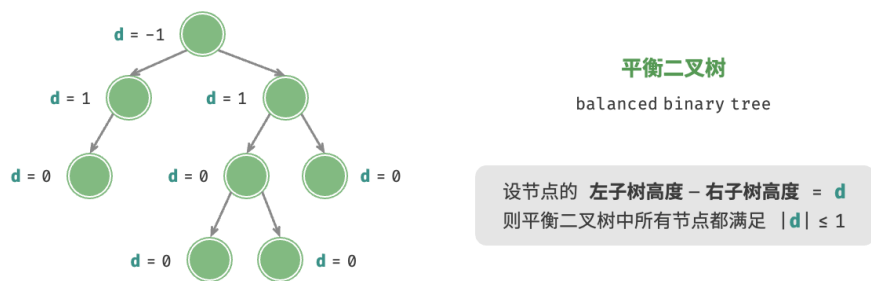 d = -1
平衡二叉树
d = 1
d = 1
balanced binary tree
d = 0
d = 0
d = 0
设节点的 左子树高度 – 右子树高度 = d
则平衡二叉树中所有节点都满足 |d| ≤ 1
d = 0
d = 0